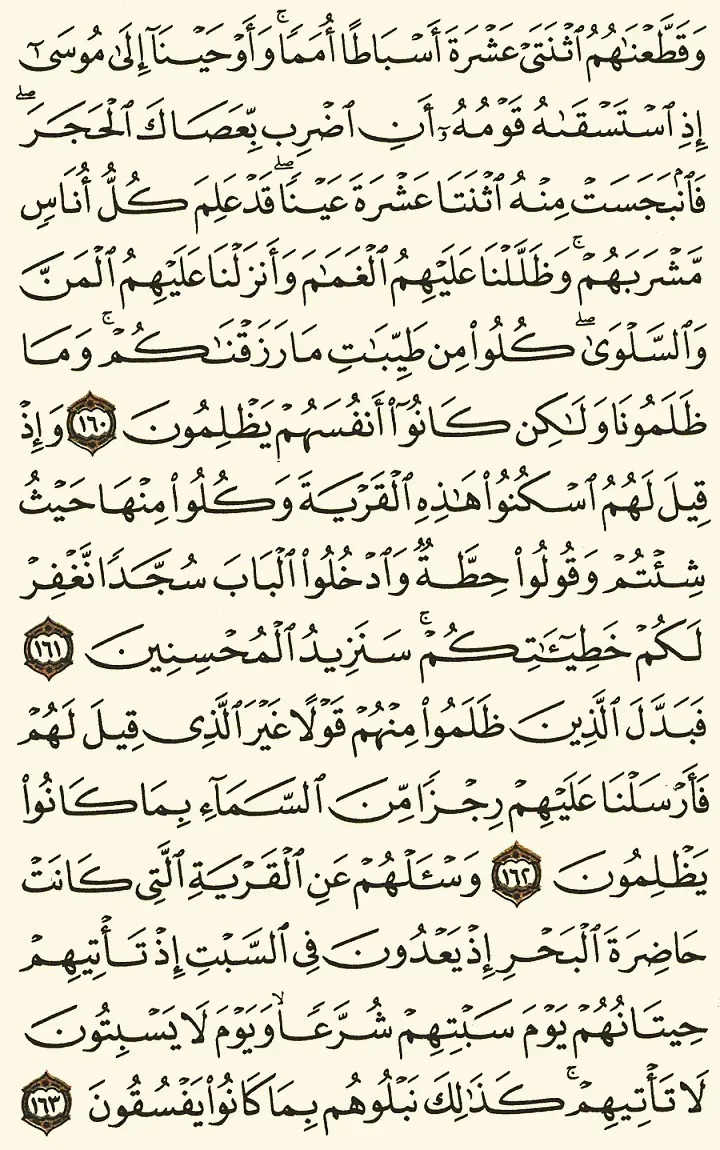 وَقَطَّعْنَٰهُمُ ٱثْنَتَىْ عَشْرَةَ أَسْبَاطًا أُمَمًا ۚ وَأَوْحَيْنَآ إِلَىٰ مُوسَىٰٓ
إِذِ ٱسْتَسْقَىٰهُ قَوْمُهُۥٓ أَنِ ٱضْرِب بِّعَصَاكَ ٱلْحَجَرَ ۖ
فَٱنۢبَجَسَتْ مِنْهُ ٱثْنَتَا عَشْرَةَ عَيْنًا ۖ قَدْ عَلِمَ كُلُّ أُنَاسٍ
مَّشْرَبَهُمْ ۚ وَظَلَّلْنَا عَلَيْهِمُ ٱلْغَمَٰمَ وَأَنزَلْنَا عَلَيْهِمُ ٱلْمَنَّ
وَٱلسَّلْوَىٰ ۖ كُلُوا۟ مِن طَيِّبَٰتِ مَا رَزَقْنَٰكُمْ ۚ وَمَا
ظَلَمُونَا وَلَٰكِن كَانُوٓا۟ أَنفُسَهُمْ يَظْلِمُونَ ١٦٠ وَإِذْ
قِيلَ لَهُمُ ٱسْكُنُوا۟ هَٰذِهِ ٱلْقَرْيَةَ وَكُلُوا۟ مِنْهَا حَيْثُ
شِئْتُمْ وَقُولُوا۟ حِطَّةٌ وَٱدْخُلُوا۟ ٱلْبَابَ سُجَّدًا نَّغْفِرْ
لَكُمْ خَطِيٓـَٰٔتِكُمْ ۚ سَنَزِيدُ ٱلْمُحْسِنِينَ ١٦١
فَبَدَّلَ ٱلَّذِينَ ظَلَمُوا۟ مِنْهُمْ قَوْلًا غَيْرَ ٱلَّذِى قِيلَ لَهُمْ
فَأَرْسَلْنَا عَلَيْهِمْ رِجْزًا مِّنَ ٱلسَّمَآءِ بِمَا كَانُوا۟
يَظْلِمُونَ ١٦٢ وَسْـَٔلْهُمْ عَنِ ٱلْقَرْيَةِ ٱلَّتِى كَانَتْ
حَاضِرَةَ ٱلْبَحْرِ إِذْ يَعْدُونَ فِى ٱلسَّبْتِ إِذْ تَأْتِيهِمْ
حِيتَانُهُمْ يَوْمَ سَبْتِهِمْ شُرَّعًا وَيَوْمَ لَا يَسْبِتُونَ ۙ
لَا تَأْتِيهِمْ ۚ كَذَٰلِكَ نَبْلُوهُم بِمَا كَانُوا۟ يَفْسُقُونَ ١٦٣